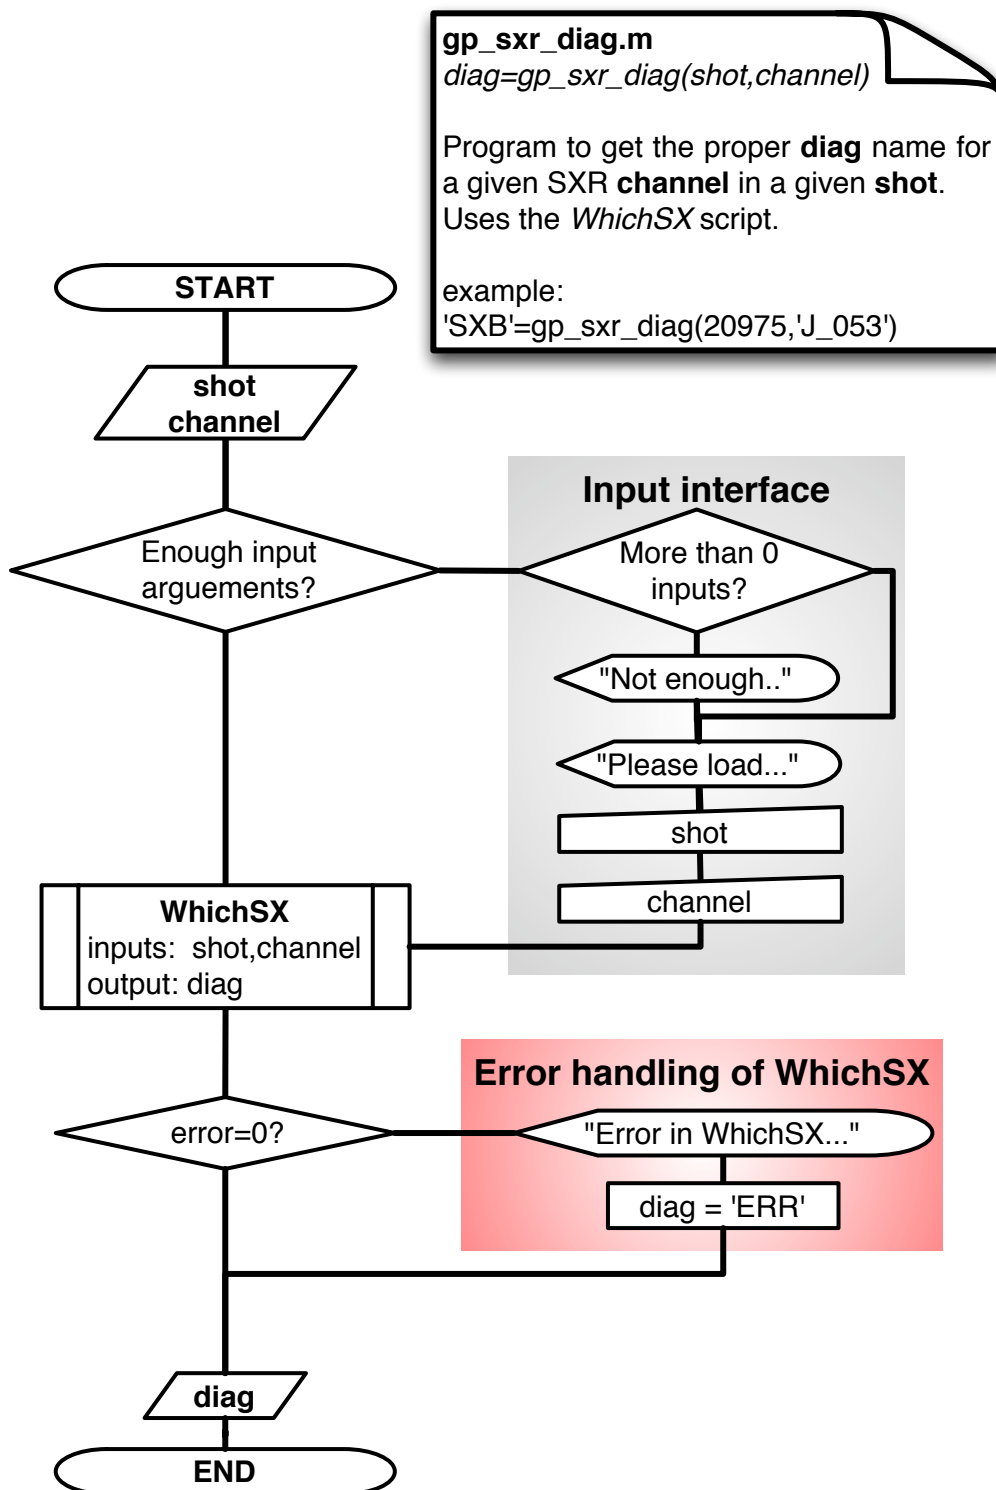 gp_sxr_diag.m
diag=gp_sxr_diag(shot,channel)
Program to get the proper diag name for
a given SXR channel in a given shot.
Uses the WhichSX script.
example:
'SXB'=gp_sxr_diag(20975,'J_053')
START
shot
channel
Enough input
arguements?
Input interface
More than 0
inputs?
"Not enough.."
"Please load..."
shot
channel
WhichSX
inputs: shot,channel
output: diag
error=0?
Error handling of WhichSX
"Error in WhichSX..."
diag = 'ERR'
diag
END